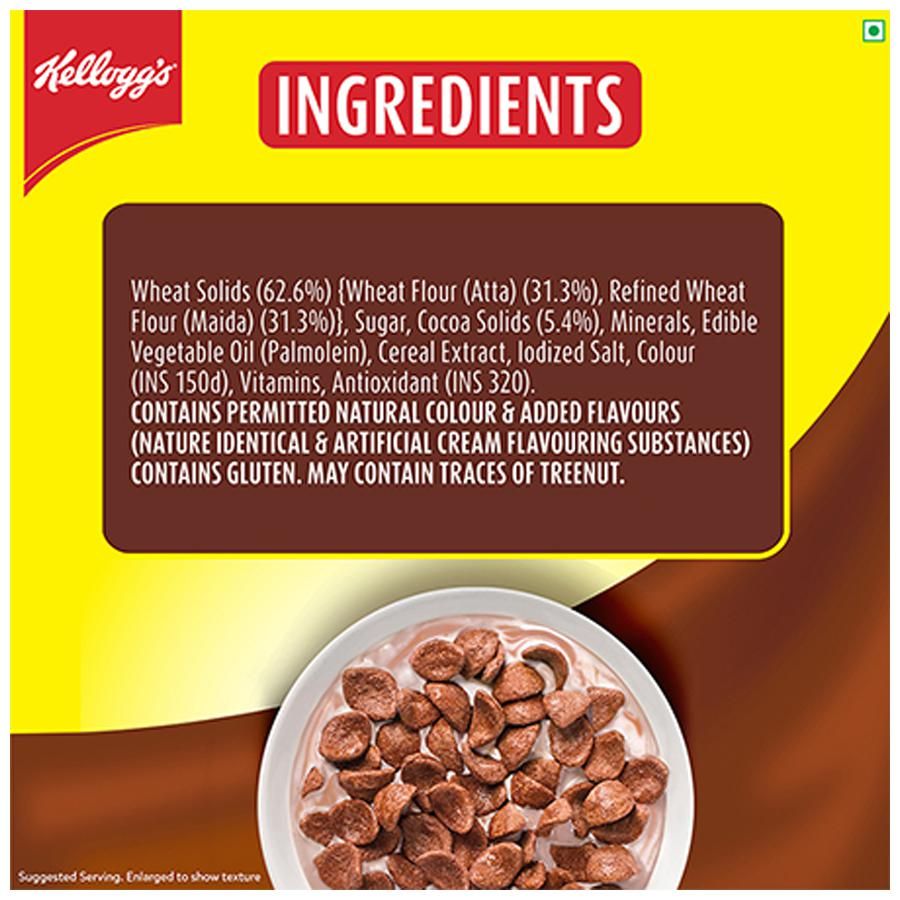 Kellogg's
INGREDIENTS
Wheat Solids (62.6%) {Wheat Flour (Atta) (31.3%), Refined Wheat
Flour (Maida) (31.3%)}, Sugar, Cocoa Solids (5.4%), Minerals, Edible
Vegetable Oil (Palmolein), Cereal Extract, Iodized Salt, Colour
(INS 150d), Vitamins, Antioxidant (INS 320).
CONTAINS PERMITTED NATURAL COLOUR & ADDED FLAVOURS
(NATURE IDENTICAL & ARTIFICIAL CREAM FLAVOURING SUBSTANCES)
CONTAINS GLUTEN. MAY CONTAIN TRACES OF TREENUT.
Suggested Serving. Enlarged to show texture